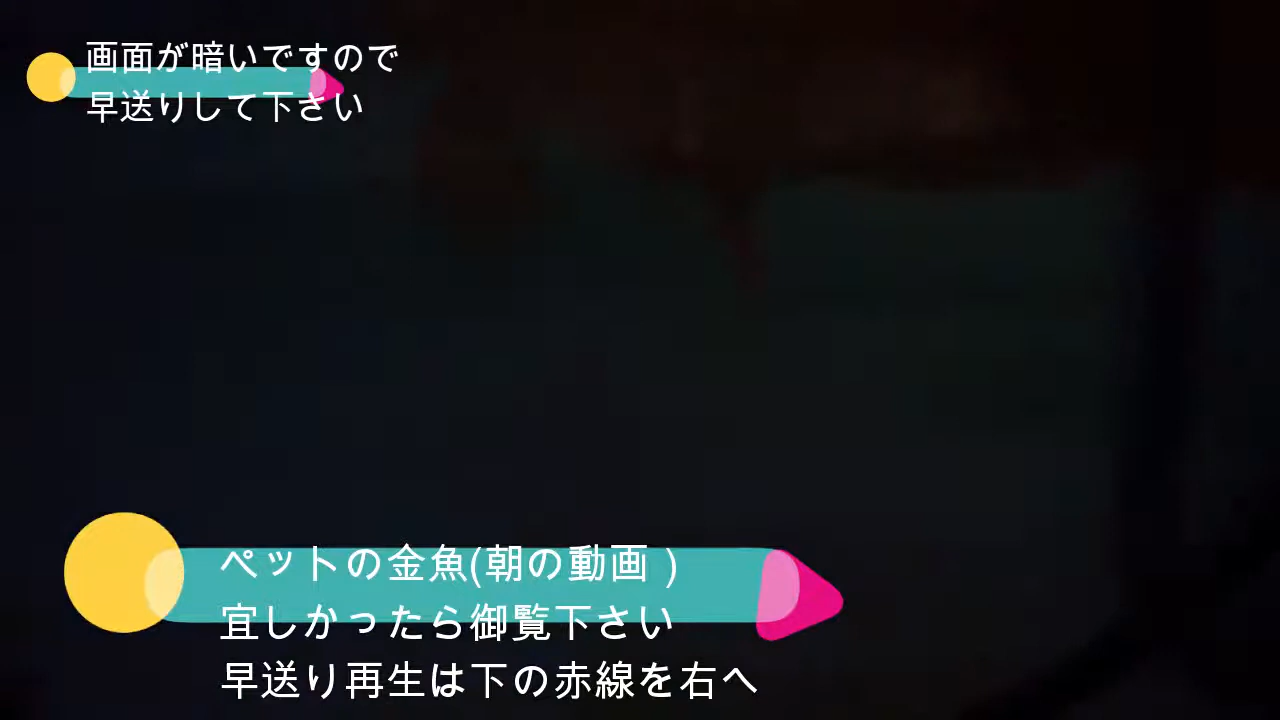 画面が暗いですので
早送りして下さい
ペットの金魚(朝の動画 )
宜しかったら御覧下さい
早送り再生は下の赤線を右へ